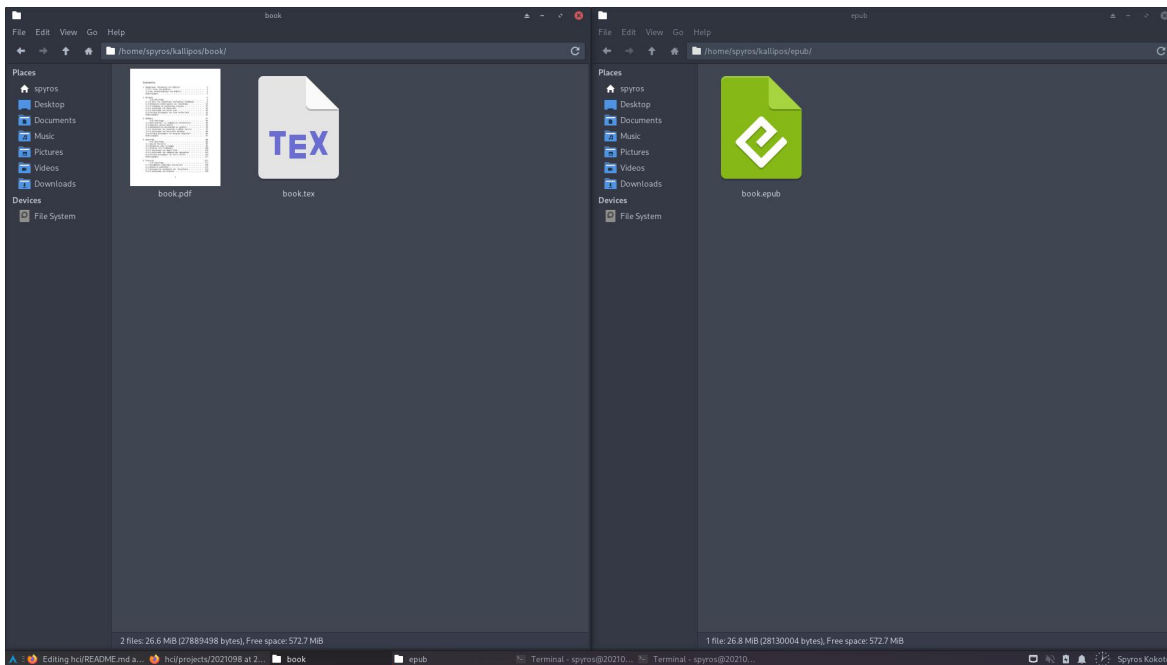 book
File Edit View Go Help
/home/spyros/kallipos/book/
Places
spyros
Desktop
Documents
Music
Pictures
Videos
Downloads
Devices
File System
TEX
book.pdf
book.tex
2 files: 26.6 MiB (27889498 bytes), Free space: 572.7 MiB
epub
File Edit View Go Help
/home/spyros/kallipos/epub/
Places
spyros
Desktop
Documents
Music
Pictures
Videos
Downloads
Devices
File System
book.epub
1 file: 26.8 MiB (28130004 bytes), Free space: 572.7 MiB
Editing hci/README.md a... hci/projects/2021098 at 2... book epub Terminal - spyros@20210... Terminal - spyros@20210... Spyros